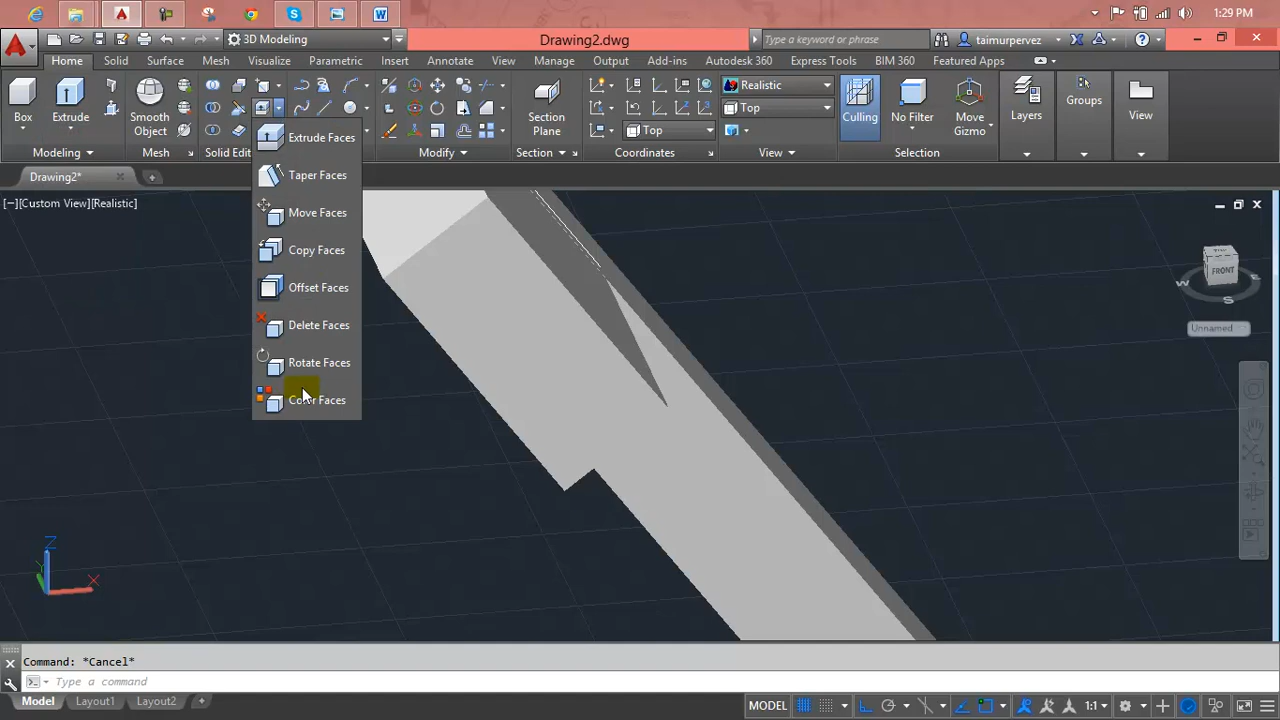 1:29 PM
3D Modeling
Drawing2.dwg
Type a keyword or phrase
taimurpervez
Home Solid Surface Mesh Visualize Parametric Insert Annotate View Manage Output Add-ins Autodesk 360 Express Tools BIM 360 Featured Apps
Realistic
Top
Box
Extrude
Smooth
Object
Section
Plane
Top
Culling
No Filter
Move
Gizmo
Layers
Groups
View
Modeling
Mesh
Solid Edit
Modify
Section
Coordinates
View
Selection
Drawing2*
[−][Custom View][Realistic]
Extrude Faces
Taper Faces
Move Faces
Copy Faces
Offset Faces
Delete Faces
Rotate Faces
Color Faces
FRONT
W
S
Unnamed
Z
X
Command: *Cancel*
Type a command
Model Layout1 Layout2
MODEL
1:1